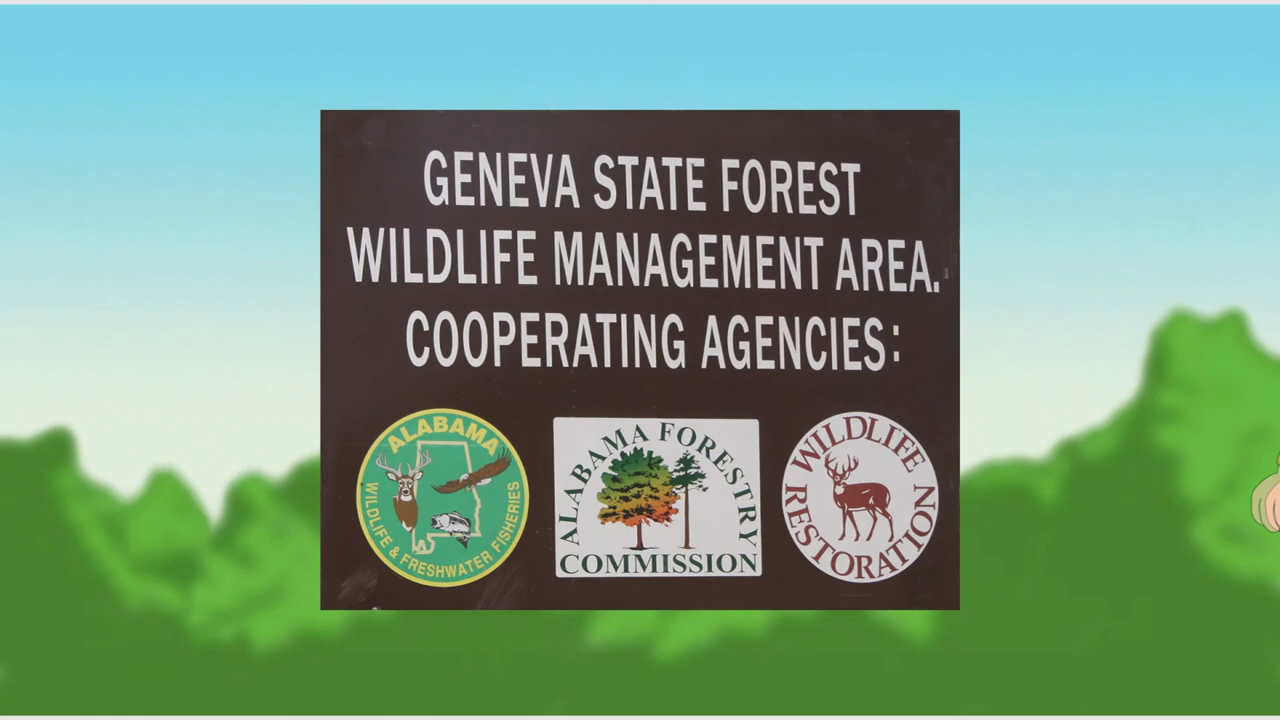 GENEVA STATE FOREST
WILDLIFE MANAGEMENT AREA.
COOPERATING AGENCIES:
ALABAMA
WILDLIFE & FRESHWATER FISHERIES
ALABAMA FORESTRY
COMMISSION
WILDLIFE
RESTORATION